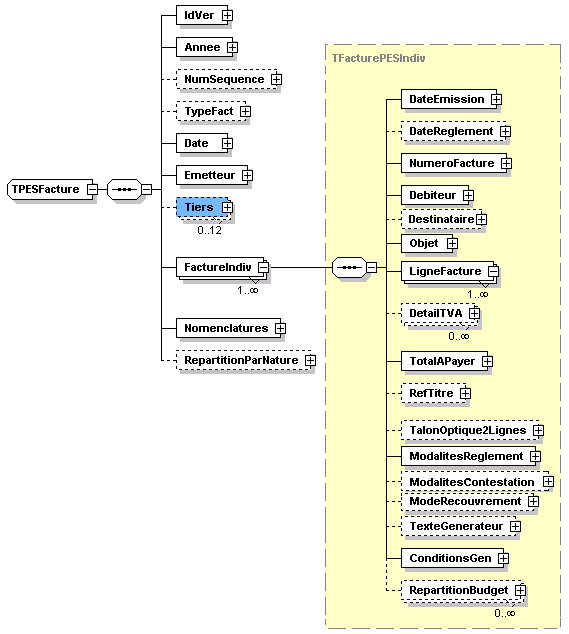 TPESFacture
IdVer
Annee
NumSequence
TypeFact
Date
Emetteur
Tiers
0..12
FactureIndiv
1..∞
Nomenclatures
RepartitionParNature
TFacturePESIndiv
DateEmission
DateReglement
NumeroFacture
Debiteur
Destinataire
Objet
LigneFacture
1..∞
DetailTVA
0..∞
TotalAPayer
RefTitre
TalonOptique2Lignes
ModalitesReglement
ModalitesContestation
ModeRecouvrement
TexteGenerateur
ConditionsGen
RepartitionBudget
0..∞